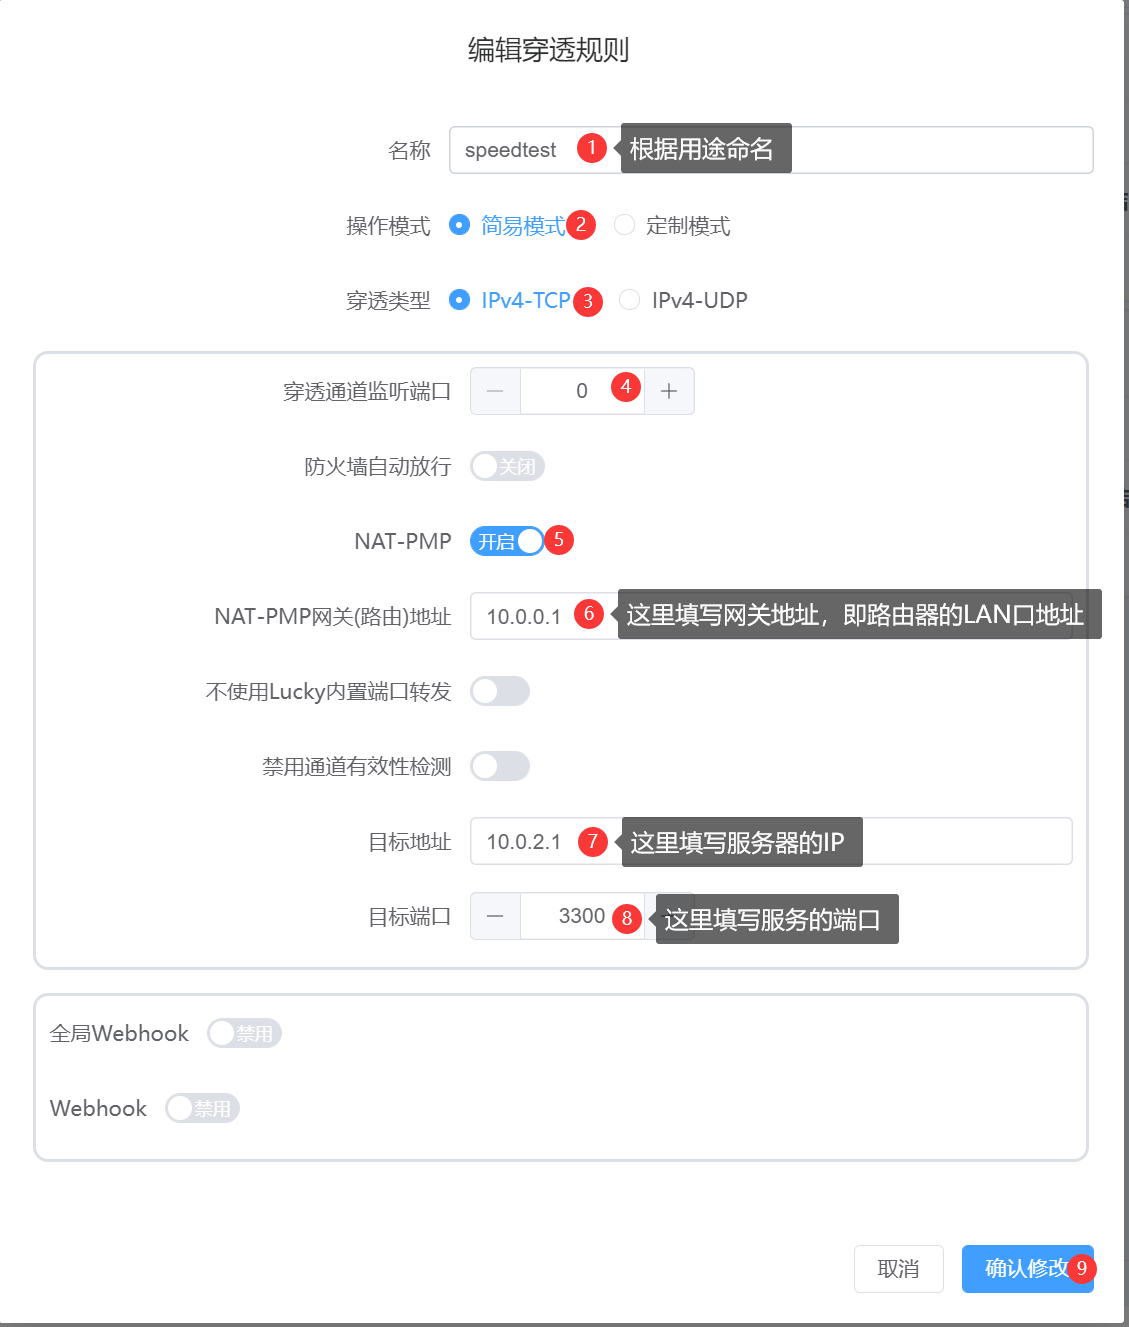 编辑穿透规则
名称 speedtest 1 根据用途命名
操作模式 简易模式 2 定制模式
穿透类型 IPv4-TCP 3 IPv4-UDP
穿透通道监听端口 0 4
防火墙自动放行 关闭
NAT-PMP 开启 5
NAT-PMP网关(路由)地址 10.0.0.1 6 这里填写网关地址，即路由器的LAN口地址
不使用Lucky内置端口转发
禁用通道有效性检测
目标地址 10.0.2.1 7 这里填写服务器的IP
目标端口 3300 8 这里填写服务的端口
全局Webhook 禁用
Webhook 禁用
取消 确认修改 9